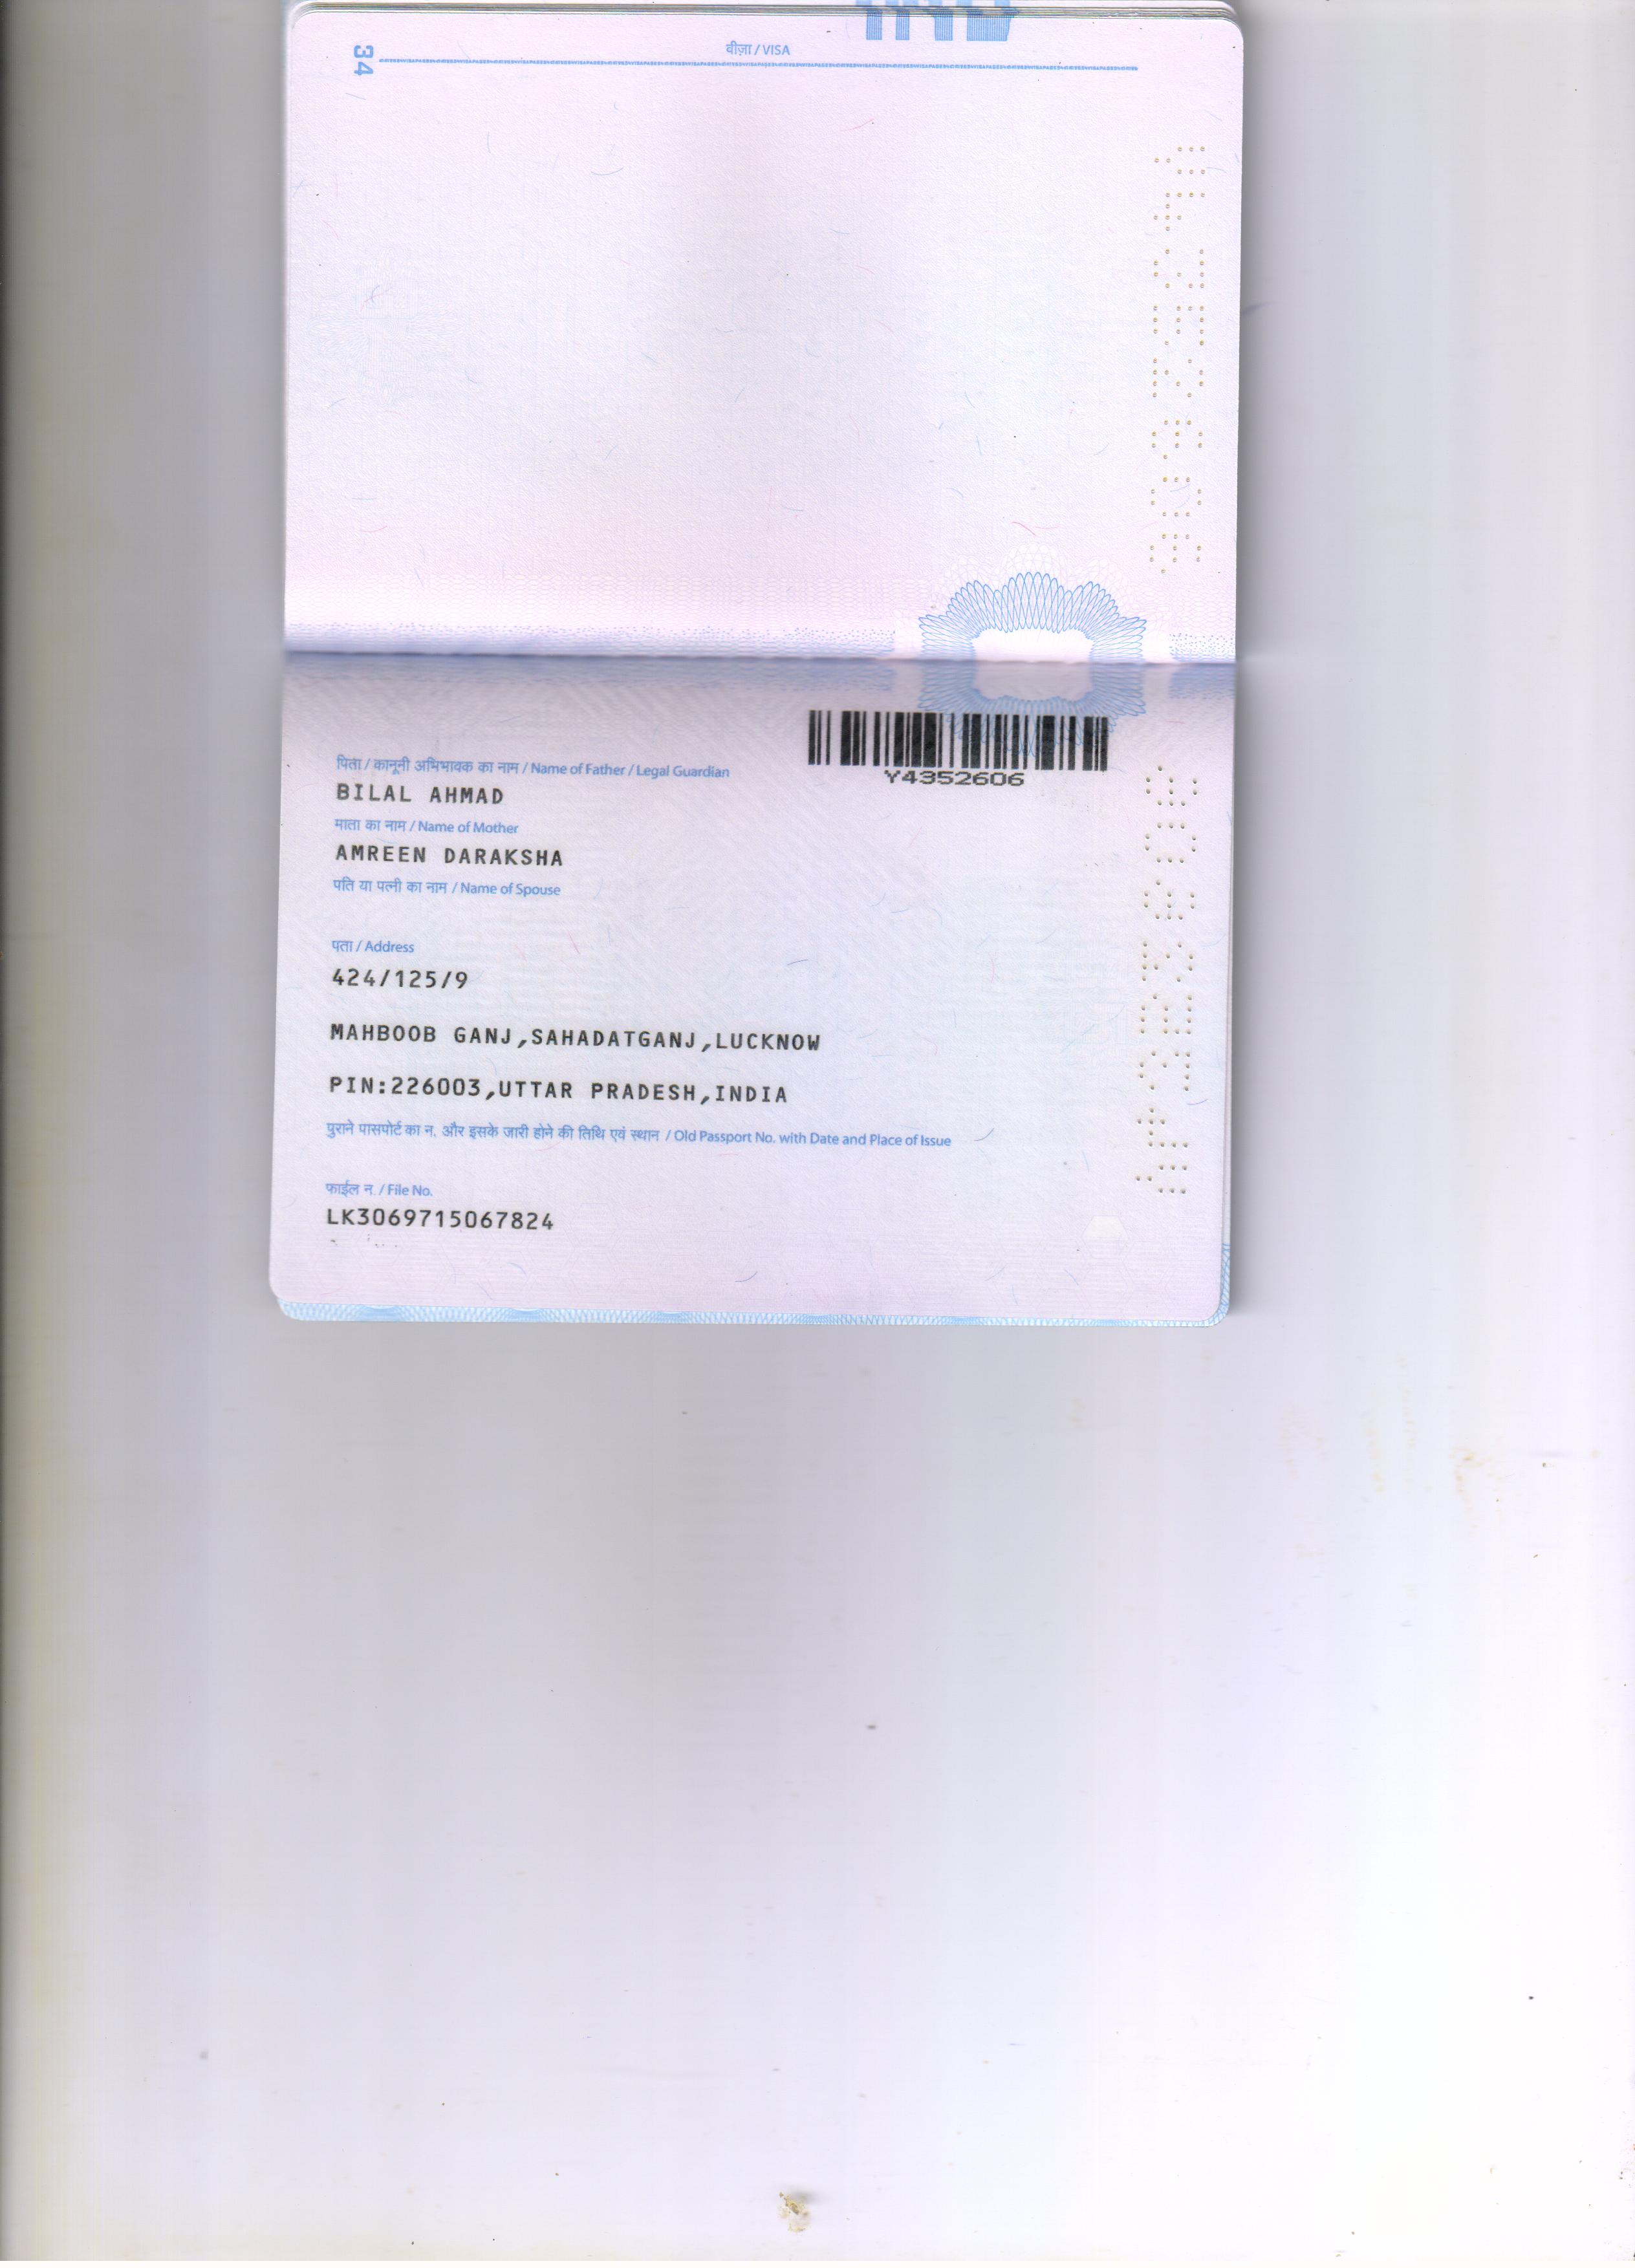 34
वीज़ा / VISA
Y4352606
पिता / कानूनी अभिभावक का नाम / Name of Father / Legal Guardian
BILAL AHMAD
माता का नाम / Name of Mother
AMREEN DARAKSHA
पति या पत्नी का नाम / Name of Spouse
पता / Address
424/125/9
MAHBOOB GANJ,SAHADATGANJ,LUCKNOW
PIN:226003,UTTAR PRADESH,INDIA
पुराने पासपोर्ट का न. और इसके जारी होने की तिथि एवं स्थान / Old Passport No. with Date and Place of Issue
फाईल न. / File No.
LK3069715067824